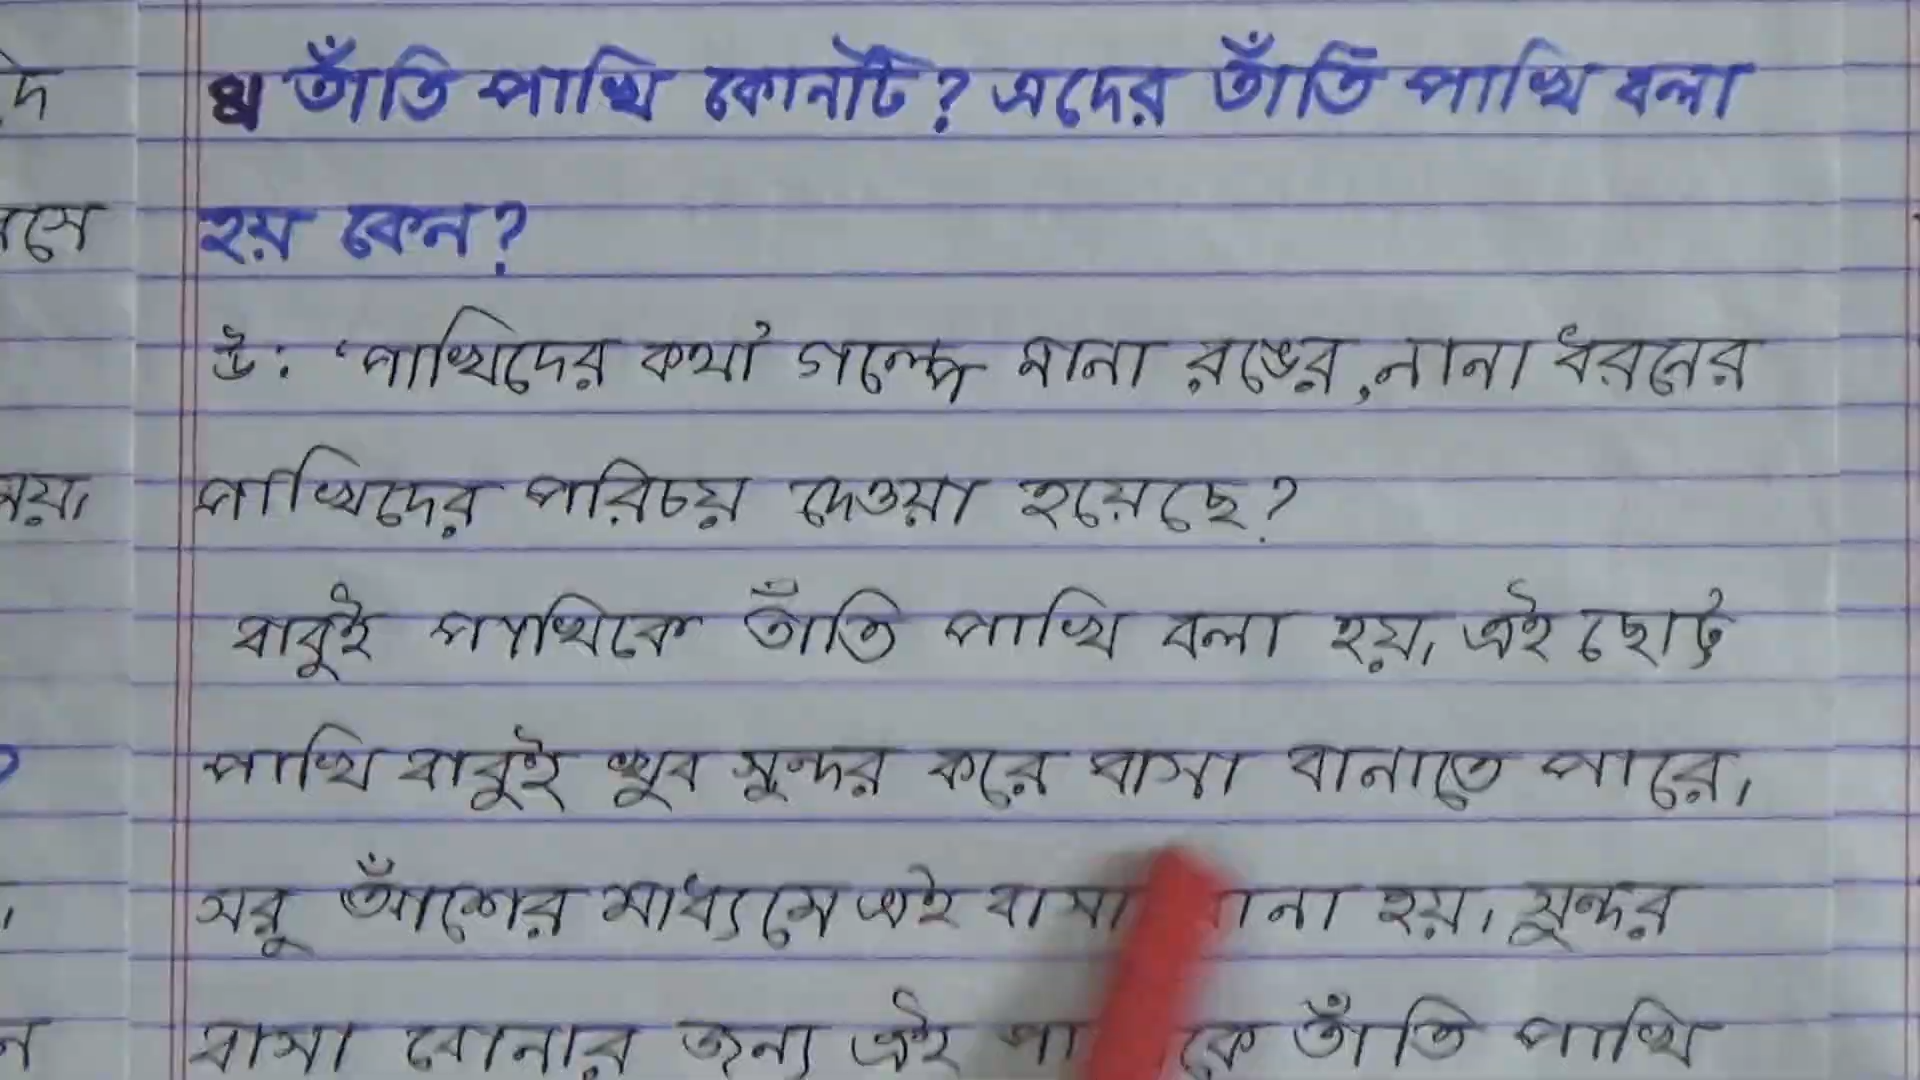 খ তাঁতি পাখি কোনটি? এদের তাঁতি পাখি বলা
হয় কেন?
উ: 'পাখিদের কথা' গল্পে নানা রঙের, নানা ধরনের
পাখিদের পরিচয় দেওয়া হয়েছে?
বাবুই পাখিকে তাঁতি পাখি বলা হয়। এই ছোট
পাখি বাবুই খুব সুন্দর করে বাসা বানাতে পারে।
সরু আঁশের মাধ্যমে এই বাসা হয়। সুন্দর
বাসা বোনার জন্য এই তাঁতি পাখি